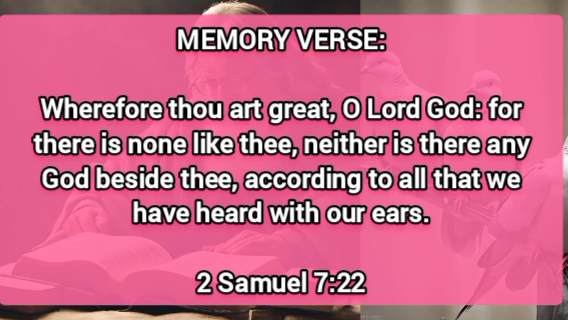 MEMORY VERSE:
Wherefore thou art great, O Lord God: for
there is none like thee, neither is there any
God beside thee, according to all that we
have heard with our ears.
2 Samuel 7:22